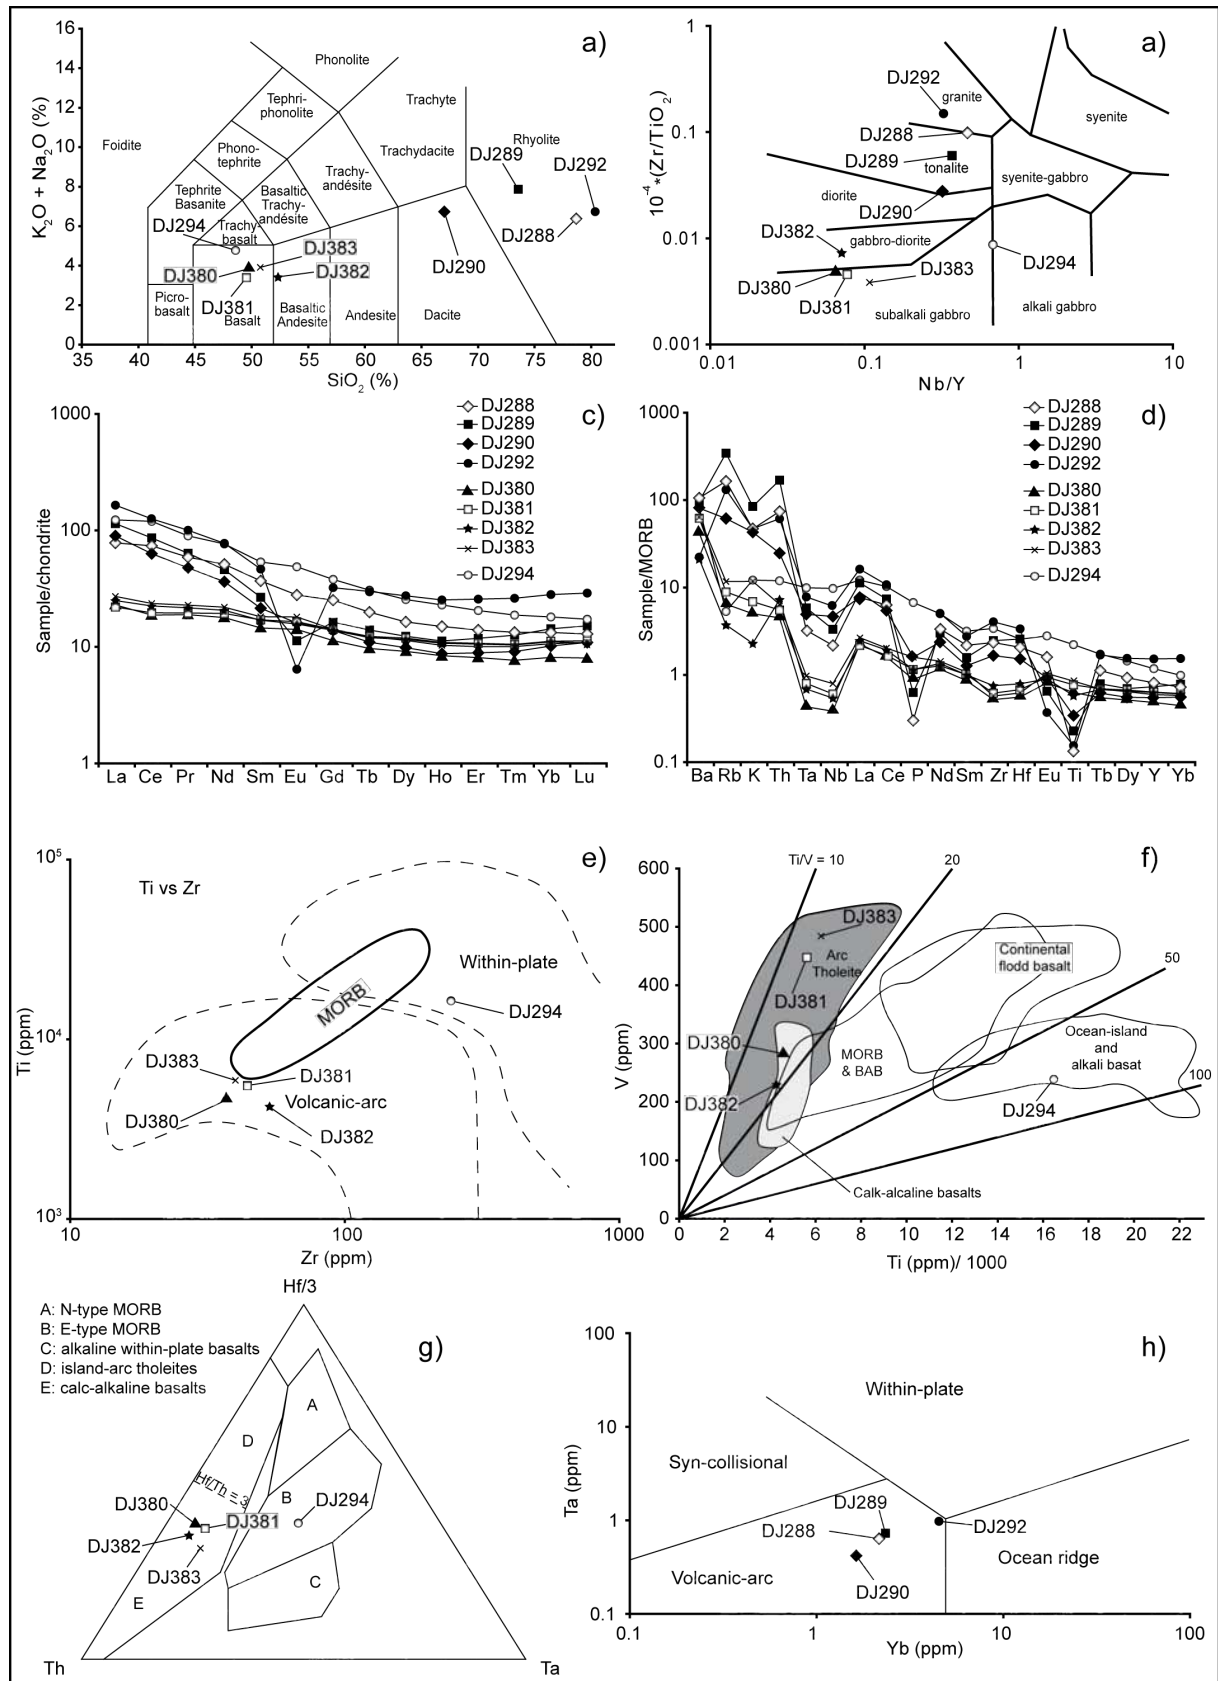 a)
K₂O + Na₂O (%)
16
14
12
10
8
6
4
2
0
35
40
45
50
55
60
65
70
75
80
SiO₂ (%)
Phonolite
Tephri-
phonolite
Trachyte
Foidite
Phono-
tephrite
Trachydacite
Rhyolite
DJ289
DJ292
Trachy-
andésite
Tephrite
Basanite
Basaltic
Trachy-
andésite
DJ294
Trachy-
basalt
DJ383
DJ380
DJ382
DJ290
DJ288
Picro-
basalt
DJ381
Basalt
Basaltic
Andesite
Andesite
Dacite
a)
10⁻⁴*(Zr/TiO₂)
1
0.1
0.01
0.001
0.01
0.1
1
10
Nb/Y
DJ292
granite
syenite
DJ288
DJ289
tonalite
syenite-gabbro
diorite
DJ290
DJ382
gabbro-diorite
DJ380
DJ383
DJ294
DJ381
subalkali gabbro
alkali gabbro
c)
Sample/chondrite
1000
100
10
1
DJ288
DJ289
DJ290
DJ292
DJ380
DJ381
DJ382
DJ383
DJ294
La Ce Pr Nd Sm Eu Gd Tb Dy Ho Er Tm Yb Lu
d)
Sample/MORB
1000
100
10
1
0.1
DJ288
DJ289
DJ290
DJ292
DJ380
DJ381
DJ382
DJ383
DJ294
Ba Rb K Th Ta Nb La Ce P Nd Sm Zr Hf Eu Ti Tb Dy Y Yb
e)
Ti (ppm)
10⁵
10⁴
10³
10
100
1000
Zr (ppm)
Ti vs Zr
Within-plate
MORB
DJ294
DJ383
DJ381
Volcanic-arc
DJ380
DJ382
f)
V (ppm)
600
500
400
300
200
100
0
0 2 4 6 8 10 12 14 16 18 20 22
Ti (ppm)/ 1000
Ti/V = 10
20
50
100
DJ383
Arc
Tholeite
DJ381
Continental
flodd basalt
DJ380
MORB
& BAB
Ocean-island
and
alkali basat
DJ382
DJ294
Calk-alcaline basalts
g)
Hf/3
A: N-type MORB
B: E-type MORB
C: alkaline within-plate basalts
D: island-arc tholeites
E: calc-alkaline basalts
A
D
Hf/Th = 3
B
DJ380
DJ294
DJ381
DJ382
DJ383
C
E
Th
Ta
h)
Ta (ppm)
100
10
1
0.1
0.1
1
10
100
Yb (ppm)
Within-plate
Syn-collisional
DJ289
DJ288
DJ292
DJ290
Volcanic-arc
Ocean ridge